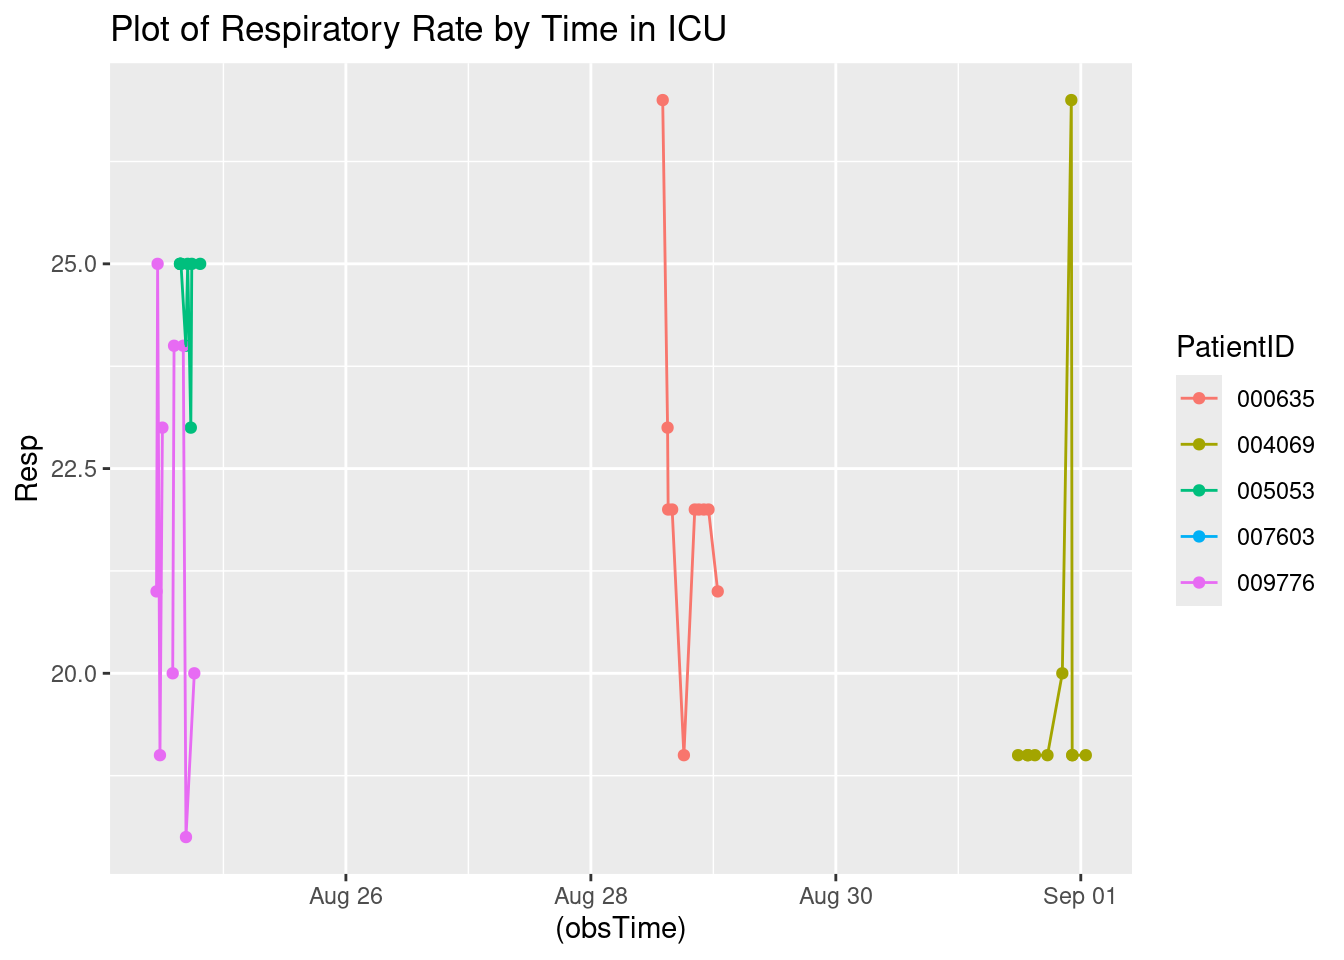 Plot of Respiratory Rate by Time in ICU
Resp
25.0
22.5
20.0
Aug 26
Aug 28
Aug 30
Sep 01
(obsTime)
PatientID
000635
004069
005053
007603
009776